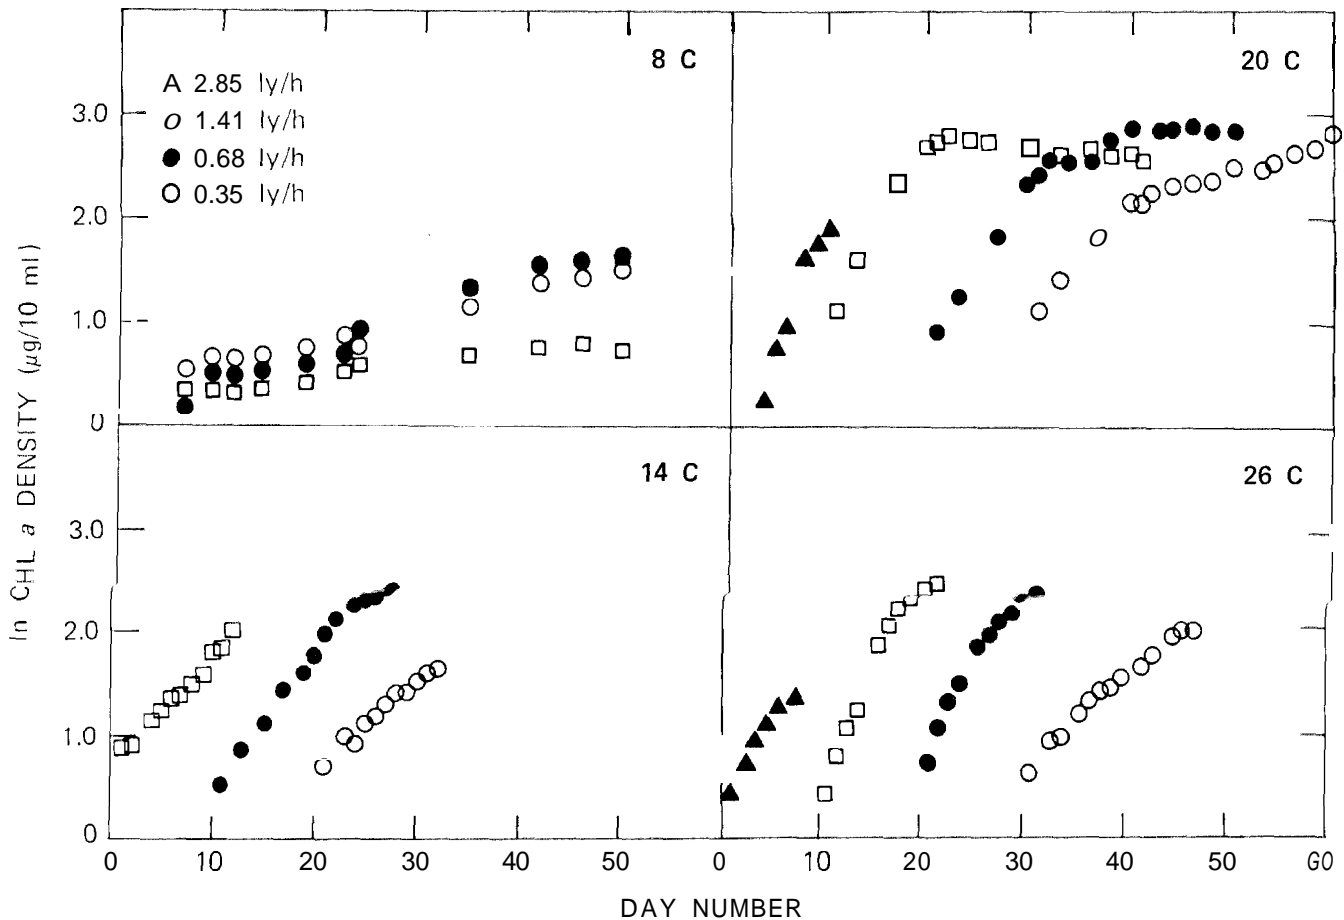 8 C
20 C
A 2.85 ly/h
o 1.41 ly/h
● 0.68 ly/h
○ 0.35 ly/h
3.0
2.0
1.0
0
14 C
26 C
3.0
2.0
1.0
0
ln CHL a DENSITY (µg/10 ml)
0 10 20 30 40 50 0 10 20 30 40 50 GO
DAY NUMBER